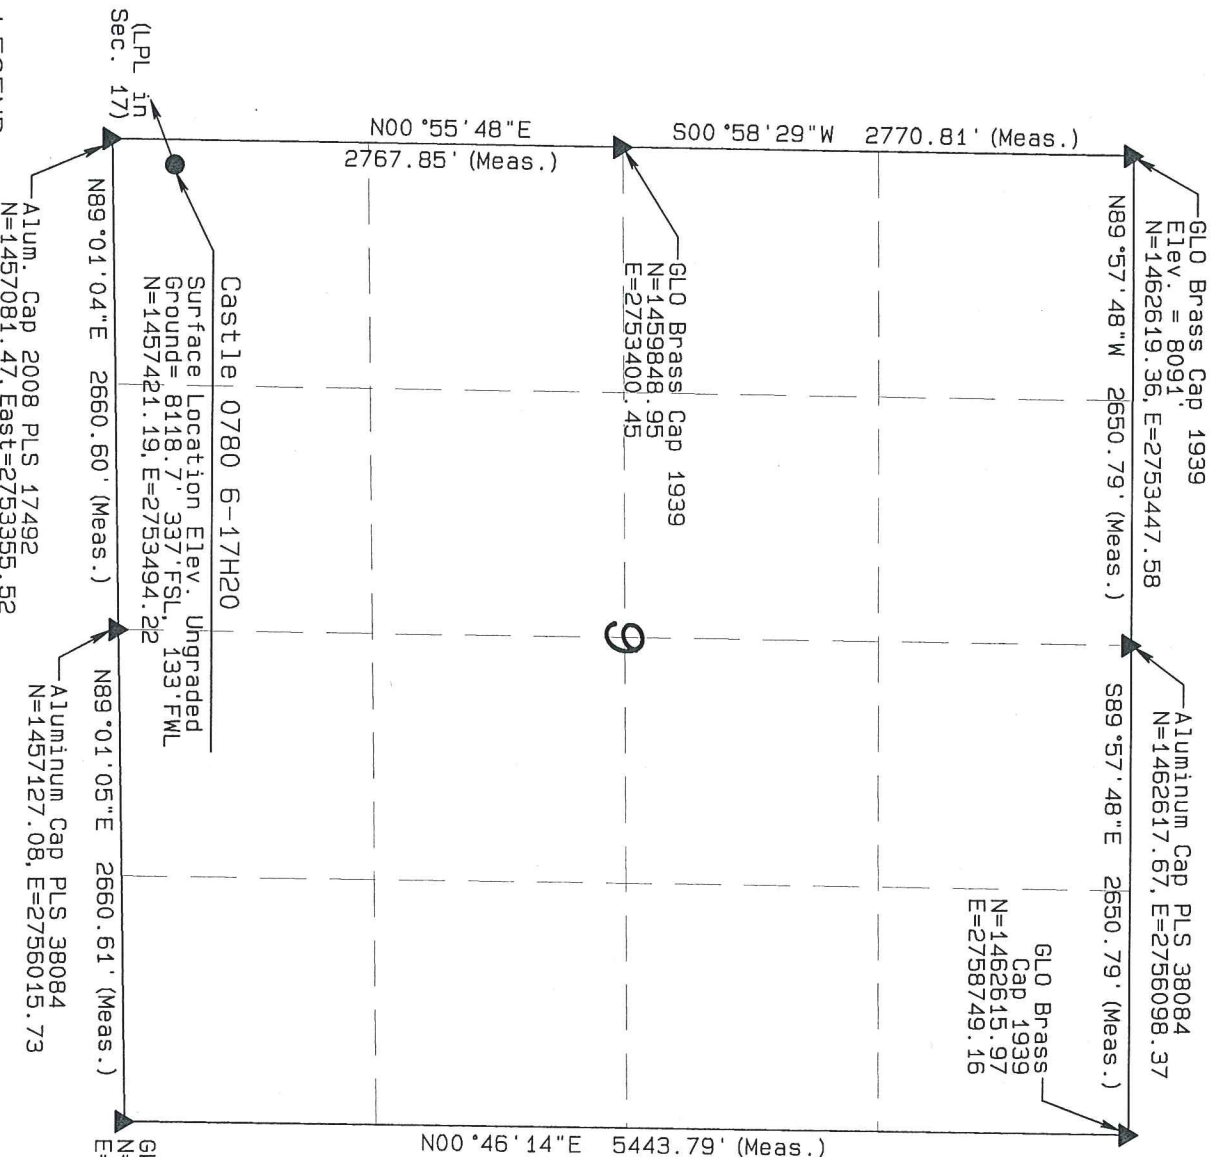 GLO Brass Cap 1939
Elev. = 8091'
N=1462619.36, E=2753447.58
N89°57'48"W 2650.79' (Meas.)
Aluminum Cap PLS 38084
N=1462617.67, E=2756098.37
S89°57'48"E 2650.79' (Meas.)
GLO Brass
Cap 1939
N=1462615.97
E=2758749.16
S00°58'29"W 2770.81' (Meas.)
GLO Brass Cap 1939
N=1459848.95
E=2753400.45
9
N00°55'48"E
2767.85' (Meas.)
N00°46'14"E 5443.79' (Meas.)
Castle 0780 6-17H20
Surface Location Elev. Ungraded
Ground= 8118.7' 337'FSL, 133'FWL
N=1457421.19, E=2753494.22
(LPL in
Sec. 17)
N89°01'04"E 2660.60' (Meas.)
N89°01'05"E 2660.61' (Meas.)
Alum. Cap 2008 PLS 17492
N=1457081.47, East=2753355.52
Aluminum Cap PLS 38084
N=1457127.08, E=2756015.73